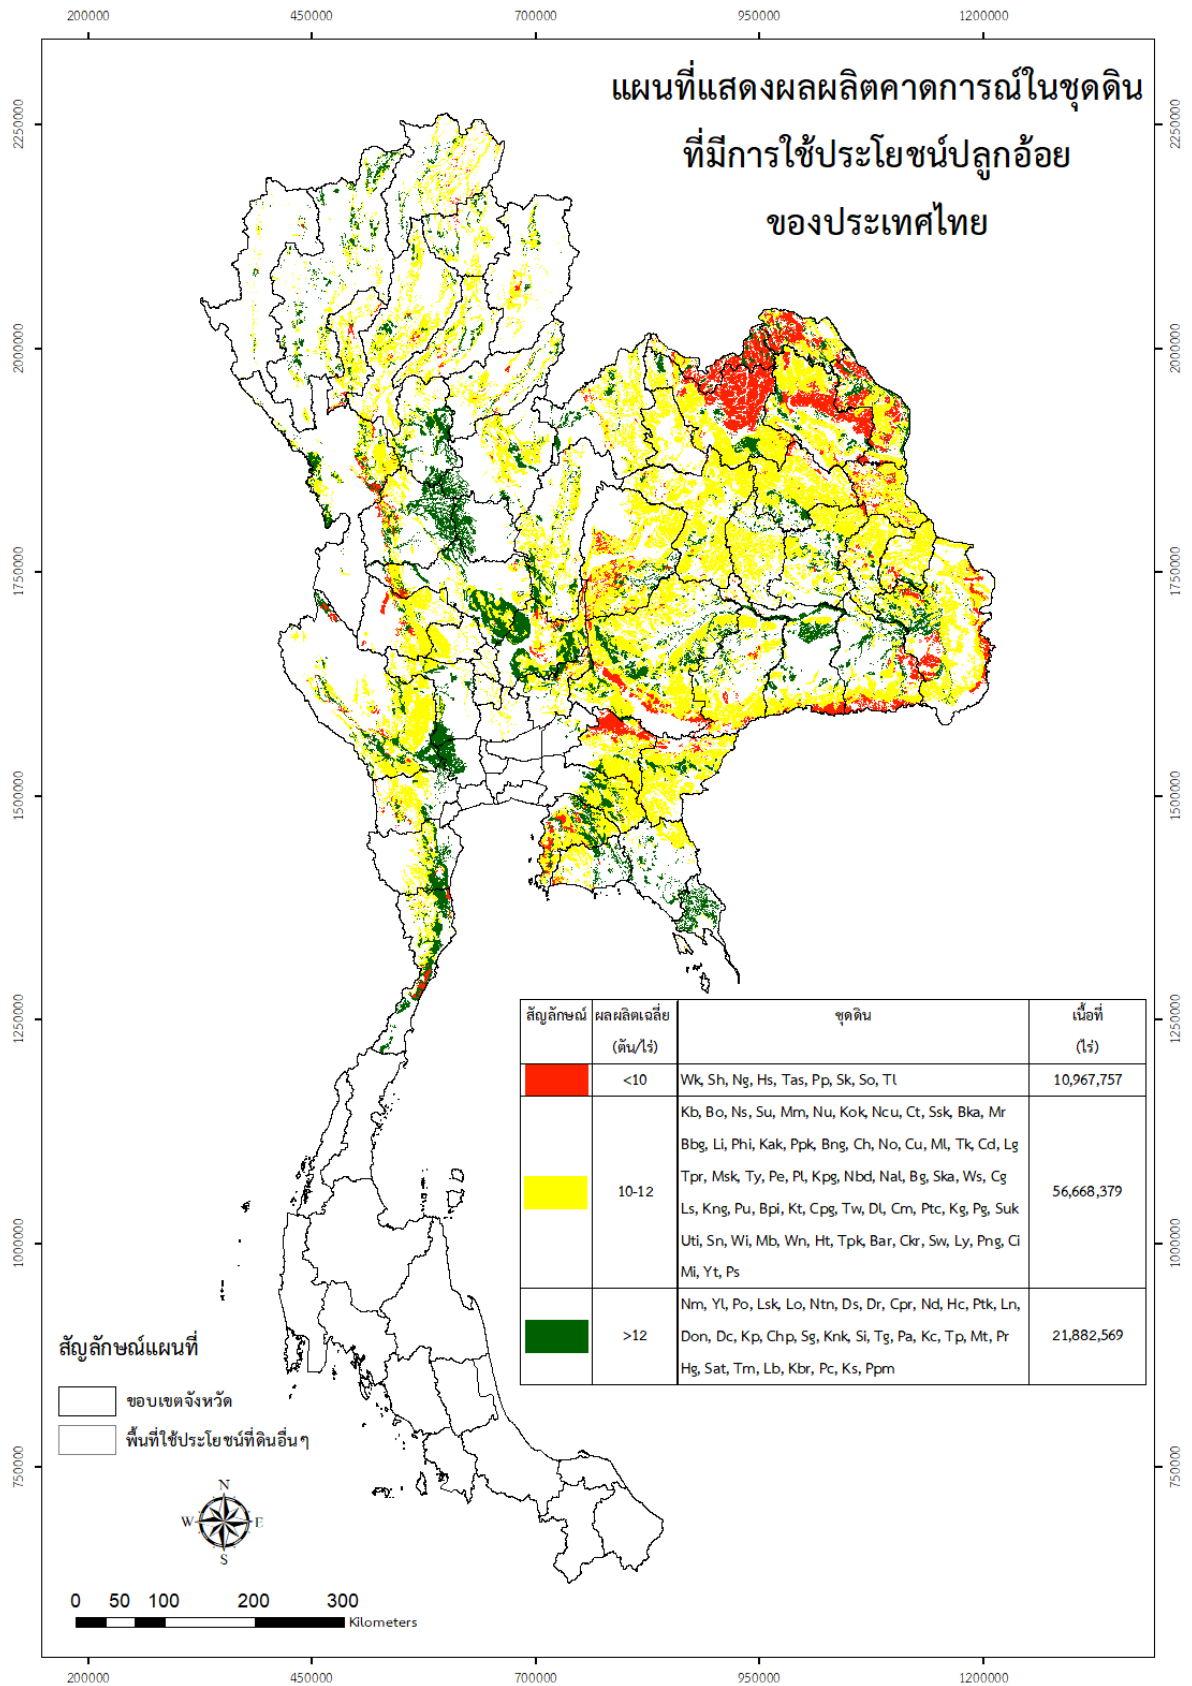 200000 450000 700000 950000 1200000
แผนที่แสดงผลผลิตคาดการณ์ในชุดดิน
ที่มีการใช้ประโยชน์ปลูกอ้อย
ของประเทศไทย
2250000 2250000
2000000 2000000
1750000 1750000
1500000 1500000
1250000 1250000
1000000 1000000
750000 750000
สัญลักษณ์ ผลผลิตเฉลี่ย ชุดดิน เนื้อที่
(ตัน/ไร่) (ไร่)
<10 Wk, Sh, Ng, Hs, Tas, Pp, Sk, So, Tl 10,967,757
Kb, Bo, Ns, Su, Mm, Nu, Kok, Ncu, Ct, Ssk, Bka, Mr
Bbg, Li, Phi, Kak, Ppk, Bng, Ch, No, Cu, Ml, Tk, Cd, Lg
Tpr, Msk, Ty, Pe, Pl, Kpg, Nbd, Nal, Bg, Ska, Ws, Cg
10-12 56,668,379
Ls, Kng, Pu, Bpi, Kt, Cpg, Tw, Dl, Cm, Ptc, Kg, Pg, Suk
Uti, Sn, Wi, Mb, Wn, Ht, Tpk, Bar, Ckr, Sw, Ly, Png, Ci
Mi, Yt, Ps
Nm, Yl, Po, Lsk, Lo, Ntn, Ds, Dr, Cpr, Nd, Hc, Ptk, Ln,
>12 Don, Dc, Kp, Chp, Sg, Knk, Si, Tg, Pa, Kc, Tp, Mt, Pr 21,882,569
Hg, Sat, Tm, Lb, Kbr, Pc, Ks, Ppm
สัญลักษณ์แผนที่
ขอบเขตจังหวัด
พื้นที่ใช้ประโยชน์ที่ดินอื่นๆ
N
W E
S
0 50 100 200 300
Kilometers
200000 450000 700000 950000 1200000